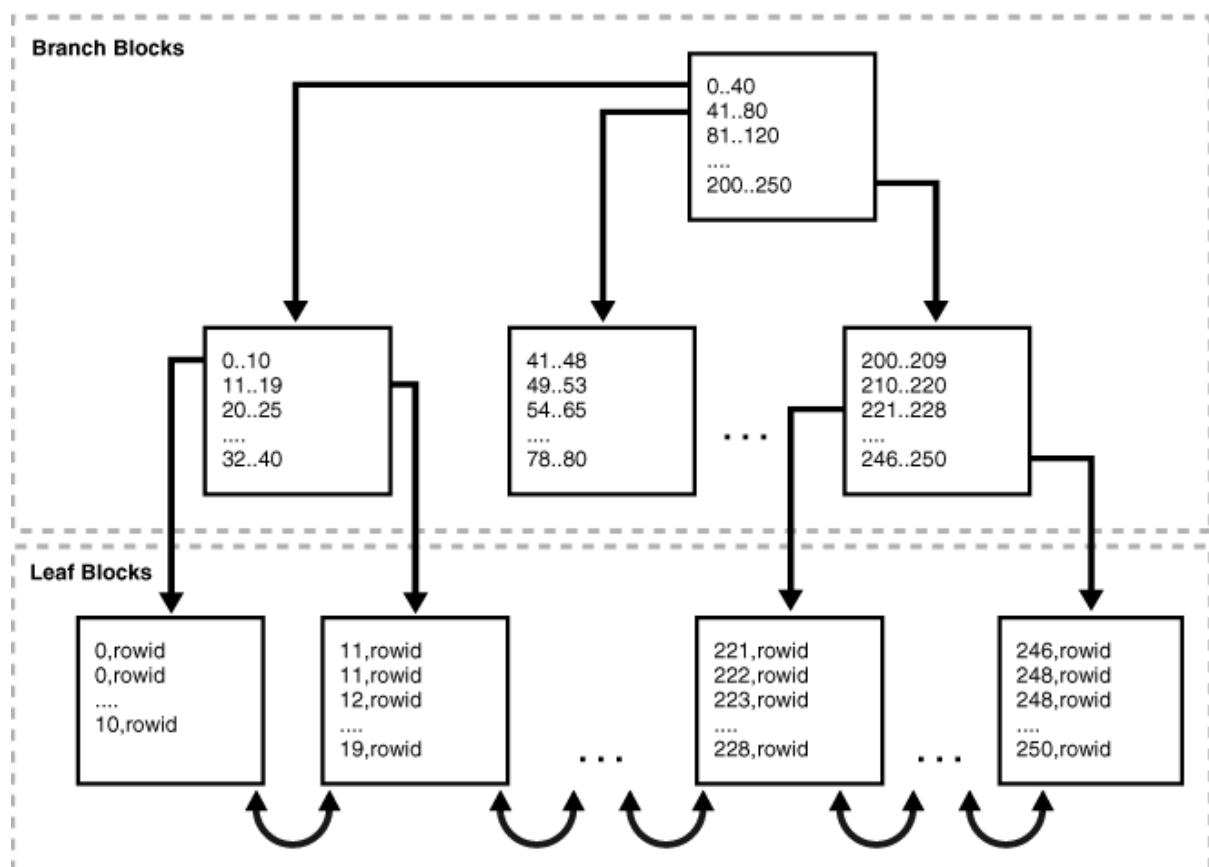 Branch Blocks
0..40
41..80
81..120
....
200..250
0..10
11..19
20..25
....
32..40
41..48
49..53
54..65
....
78..80
...
200..209
210..220
221..228
....
246..250
Leaf Blocks
0,rowid
0,rowid
....
10,rowid
11,rowid
11,rowid
12,rowid
....
19,rowid
...
221,rowid
222,rowid
223,rowid
....
228,rowid
...
246,rowid
248,rowid
248,rowid
....
250,rowid